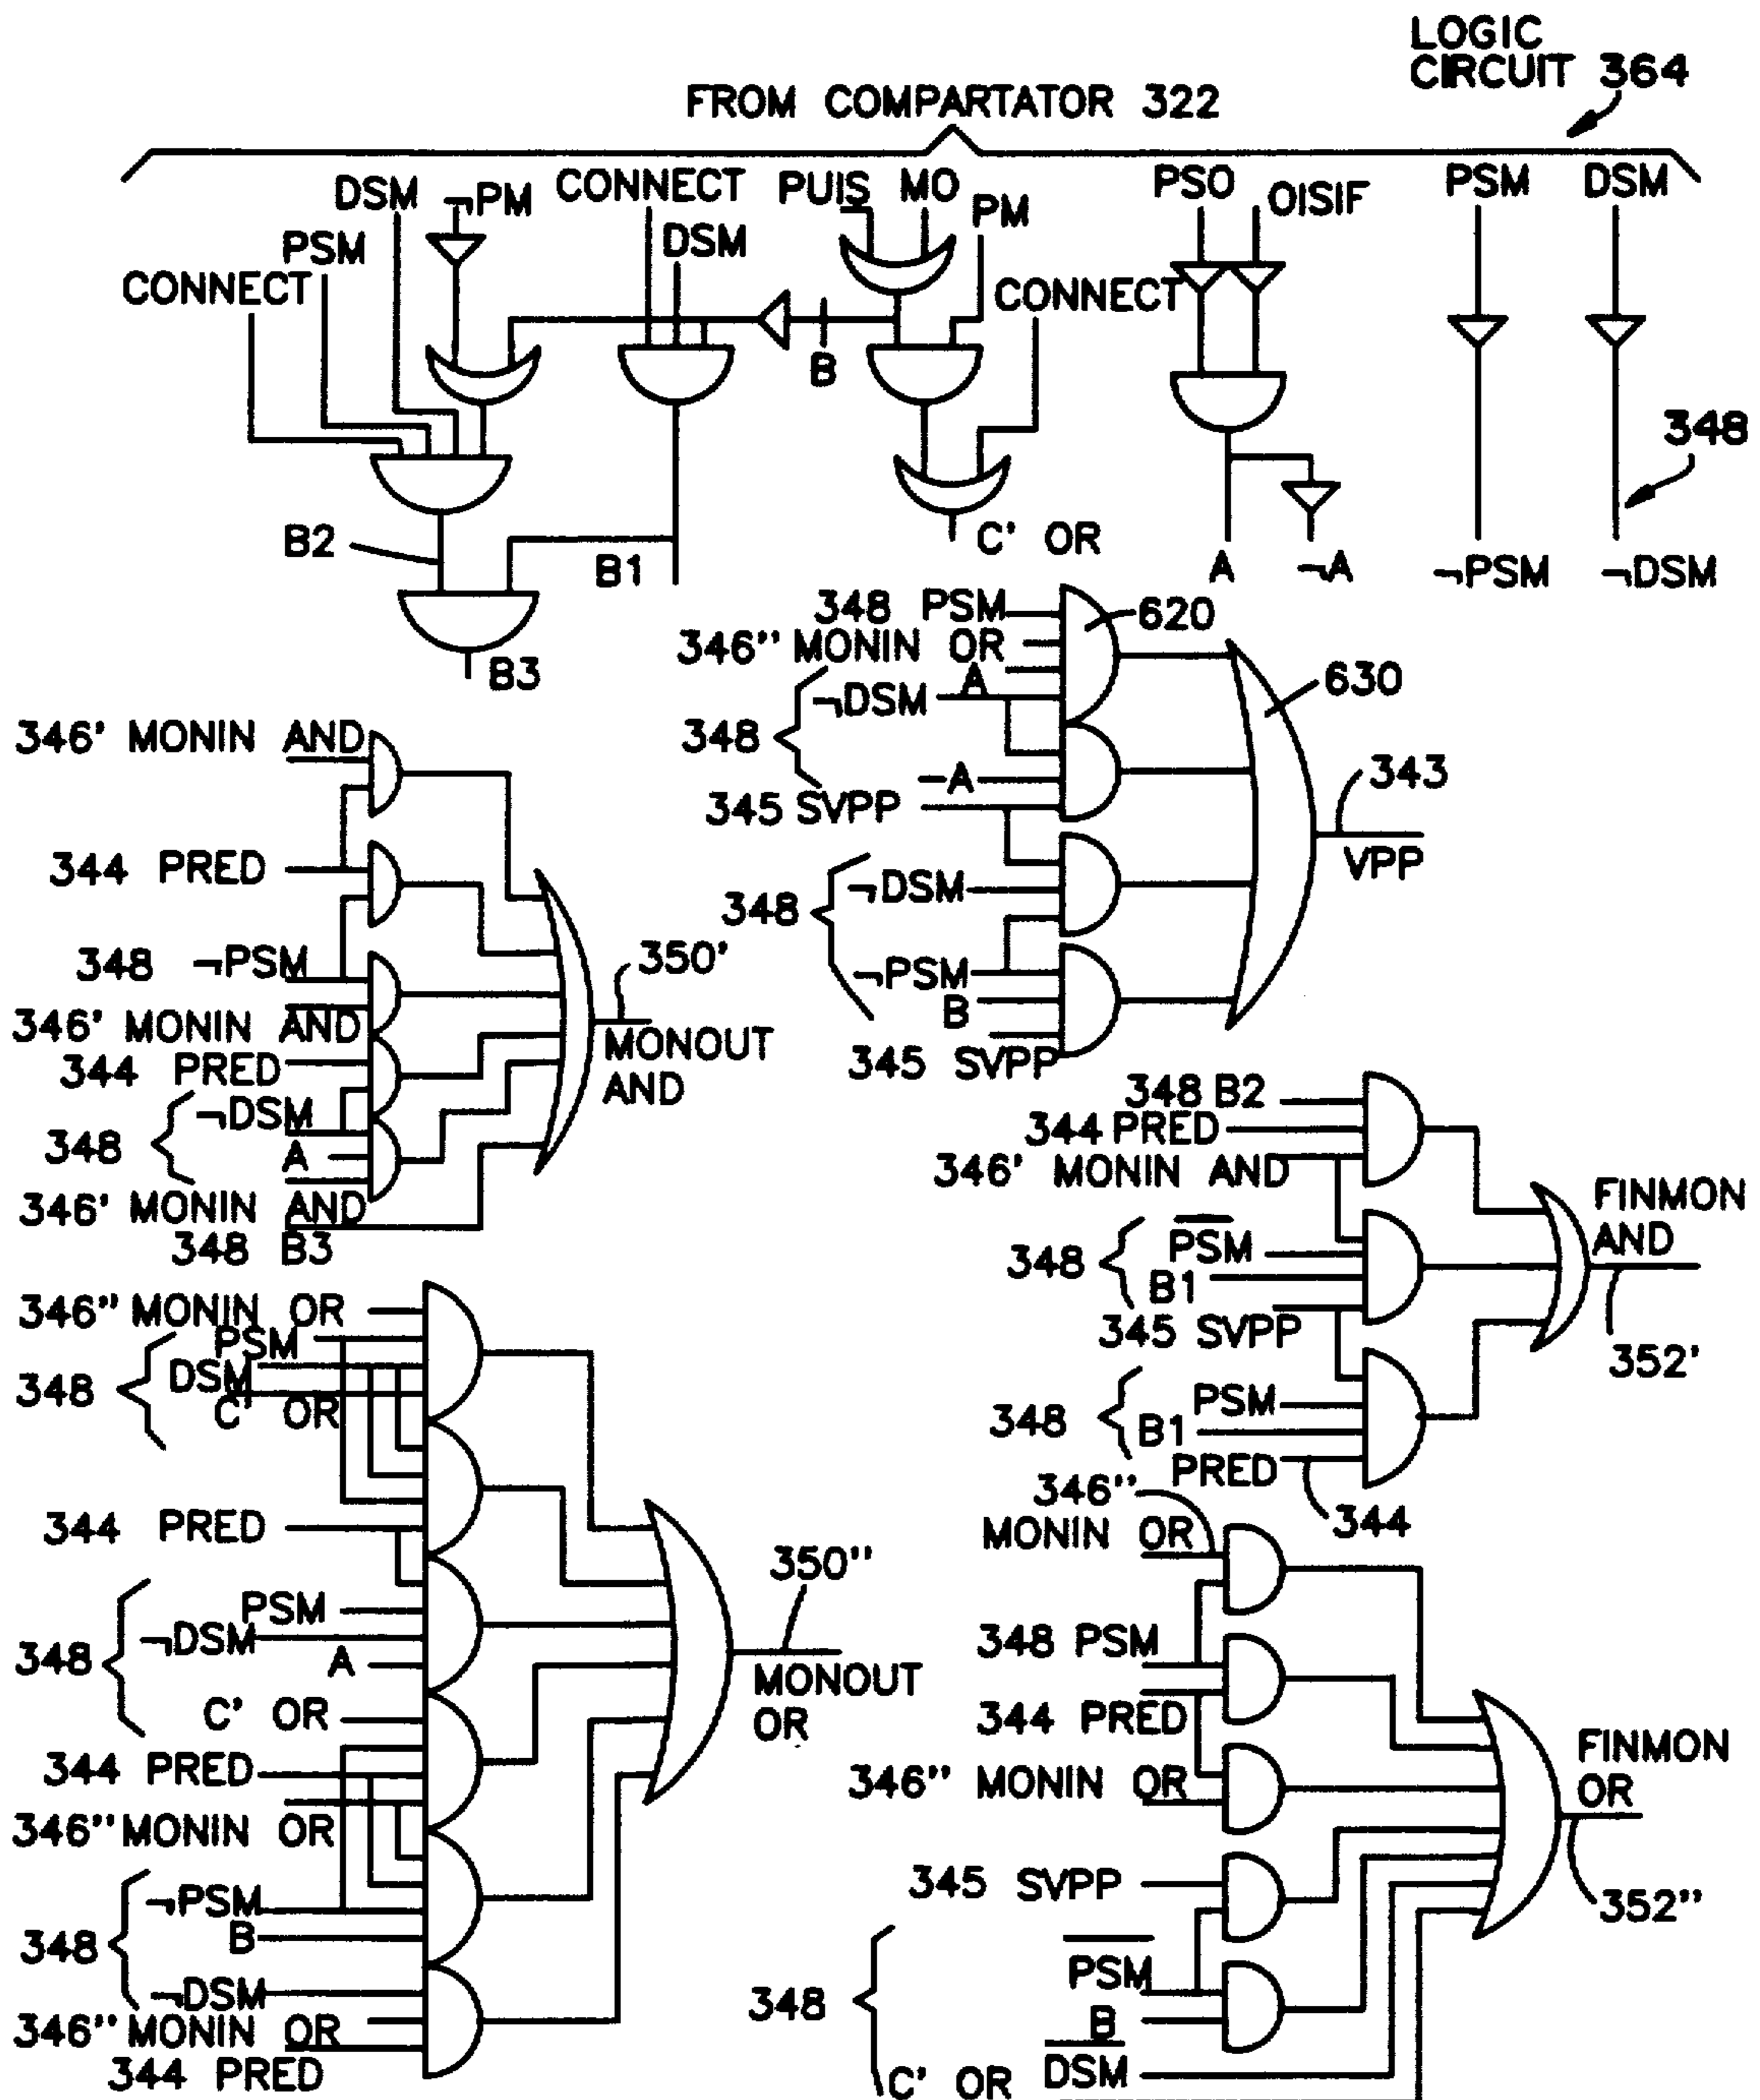 LOGIC
CIRCUIT 364
FROM COMPARTATOR 322
DSM
¬PM
CONNECT
PUIS
MO
PM
PSO
OISIF
PSM
DSM
PSM
DSM
CONNECT
CONNECT
B
348
B2
B1
C' OR
A
¬A
¬PSM
¬DSM
B3
348 PSM
620
346" MONIN OR
A
¬DSM
348
630
-A
345 SVPP
343
VPP
348
¬DSM
¬PSM
B
345 SVPP
346' MONIN AND
344 PRED
348 ¬PSM
346' MONIN AND
344 PRED
348
¬DSM
A
346' MONIN AND
348 B3
350'
MONOUT
AND
348 B2
344 PRED
346' MONIN AND
348
PSM
B1
345 SVPP
348
PSM
B1
PRED
344
FINMON
AND
352'
346" MONIN OR
348
PSM
DSM
C' OR
344 PRED
348
PSM
¬DSM
A
C' OR
344 PRED
346" MONIN OR
348
¬PSM
B
¬DSM
346" MONIN OR
344 PRED
350"
MONOUT
OR
346"
MONIN OR
348 PSM
344 PRED
346" MONIN OR
345 SVPP
348
PSM
B
DSM
C' OR
FINMON
OR
352"